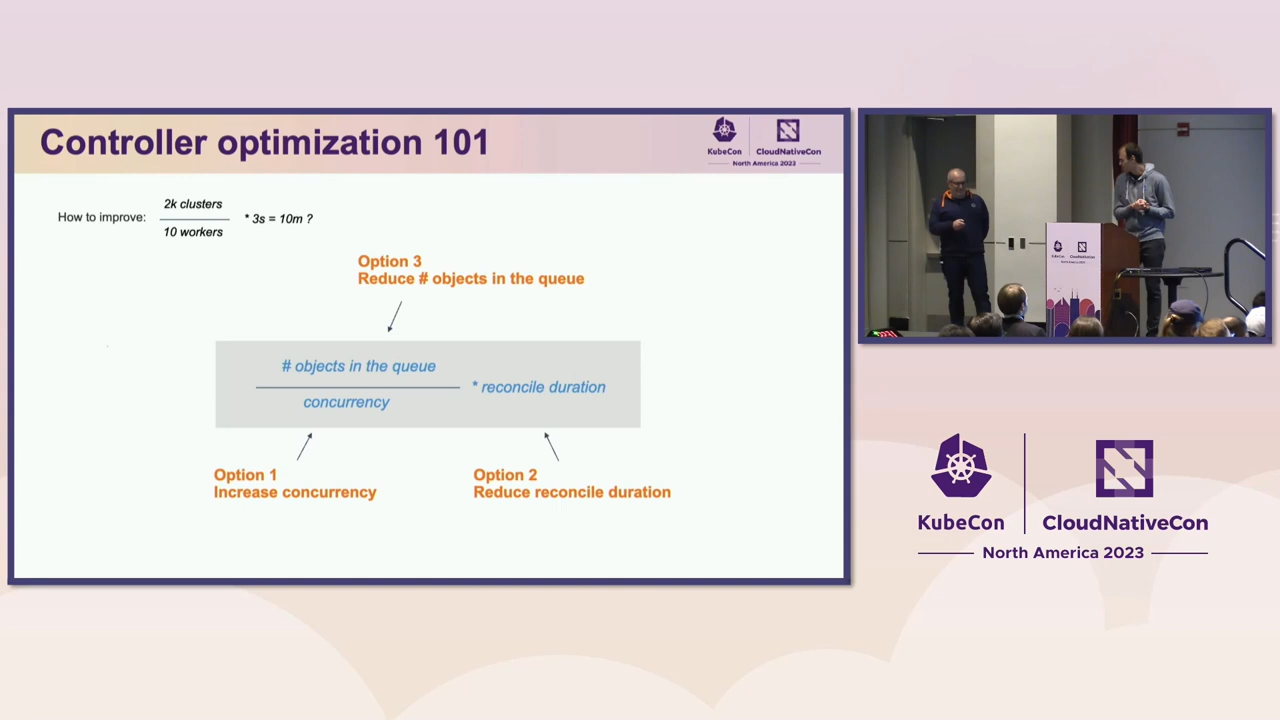 Controller optimization 101
KubeCon
CloudNativeCon
North America 2023
How to improve:
2k clusters
10 workers
* 3s = 10m ?
Option 3
Reduce # objects in the queue
# objects in the queue
concurrency
* reconcile duration
Option 1
Increase concurrency
Option 2
Reduce reconcile duration
KubeCon
CloudNativeCon
North America 2023